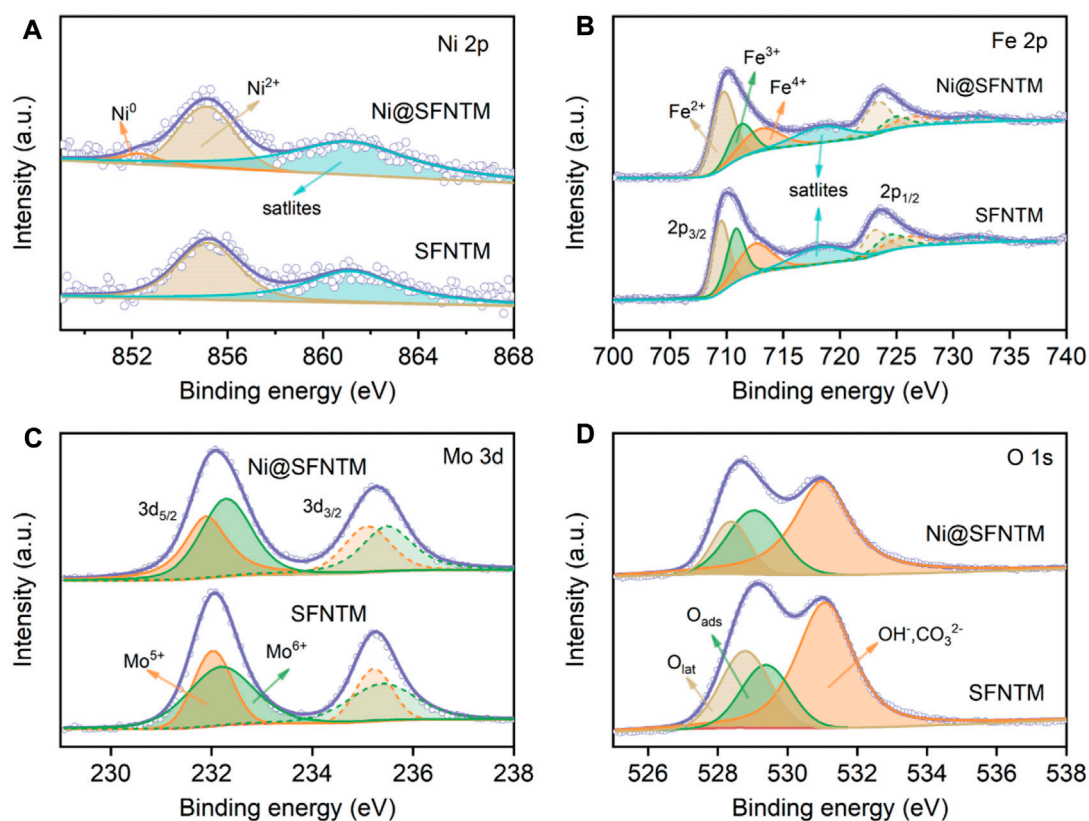 A
Ni 2p
Ni⁰
Ni²⁺
Ni@SFNTM
satlites
SFNTM
Intensity (a.u.)
852 856 860 864 868
Binding energy (eV)
B
Fe 2p
Fe²⁺
Fe³⁺
Fe⁴⁺
Ni@SFNTM
satlites
2p₃/₂
2p₁/₂
SFNTM
Intensity (a.u.)
700 705 710 715 720 725 730 735 740
Binding energy (eV)
C
Mo 3d
Ni@SFNTM
3d₅/₂
3d₃/₂
SFNTM
Mo⁵⁺
Mo⁶⁺
Intensity (a.u.)
230 232 234 236 238
Binding energy (eV)
D
O 1s
Ni@SFNTM
O_ads
O_lat
OH⁻,CO₃²⁻
SFNTM
Intensity (a.u.)
526 528 530 532 534 536 538
Binding energy (eV)